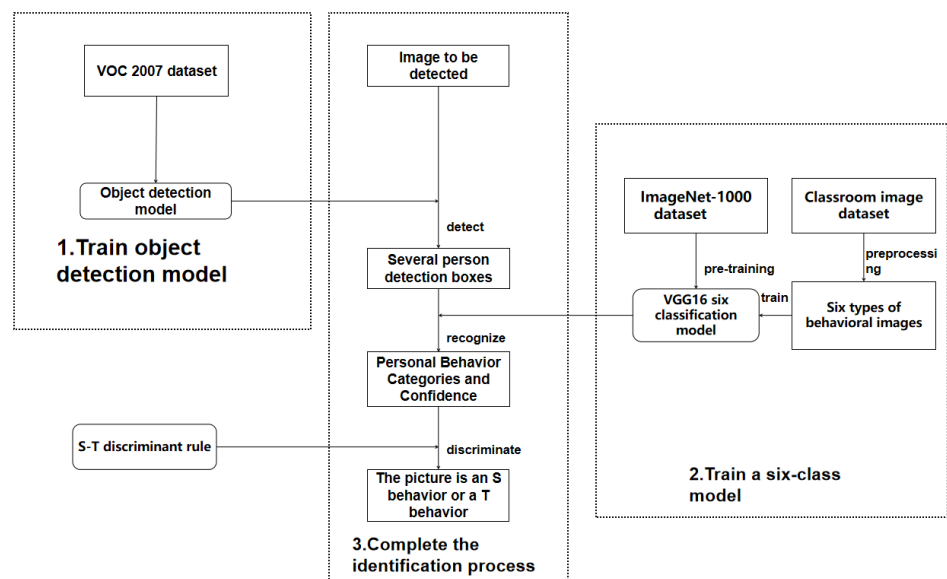 VOC 2007 dataset
Object detection
model
1.Train object
detection model
Image to be
detected
detect
Several person
detection boxes
recognize
Personal Behavior
Categories and
Confidence
discriminate
The picture is an S
behavior or a T
behavior
3.Complete the
identification process
S-T discriminant rule
ImageNet-1000
dataset
Classroom image
dataset
pre-training
preprocessi
ng
VGG16 six
classification
model
train
Six types of
behavioral images
2.Train a six-class
model